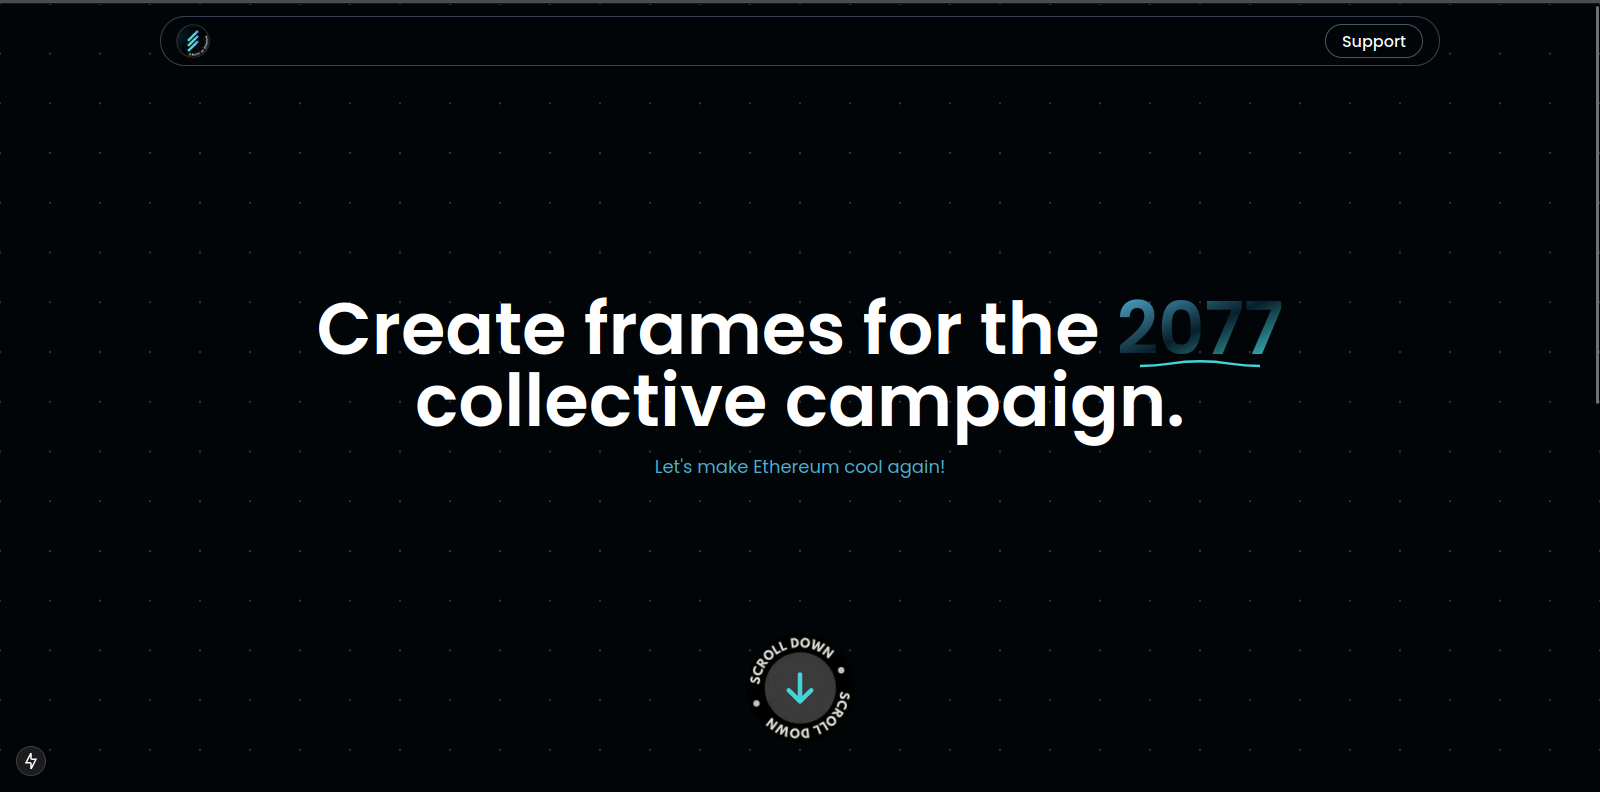 Support
Create frames for the 2077
collective campaign.
Let's make Ethereum cool again!
SCROLL DOWN • SCROLL DOWN •